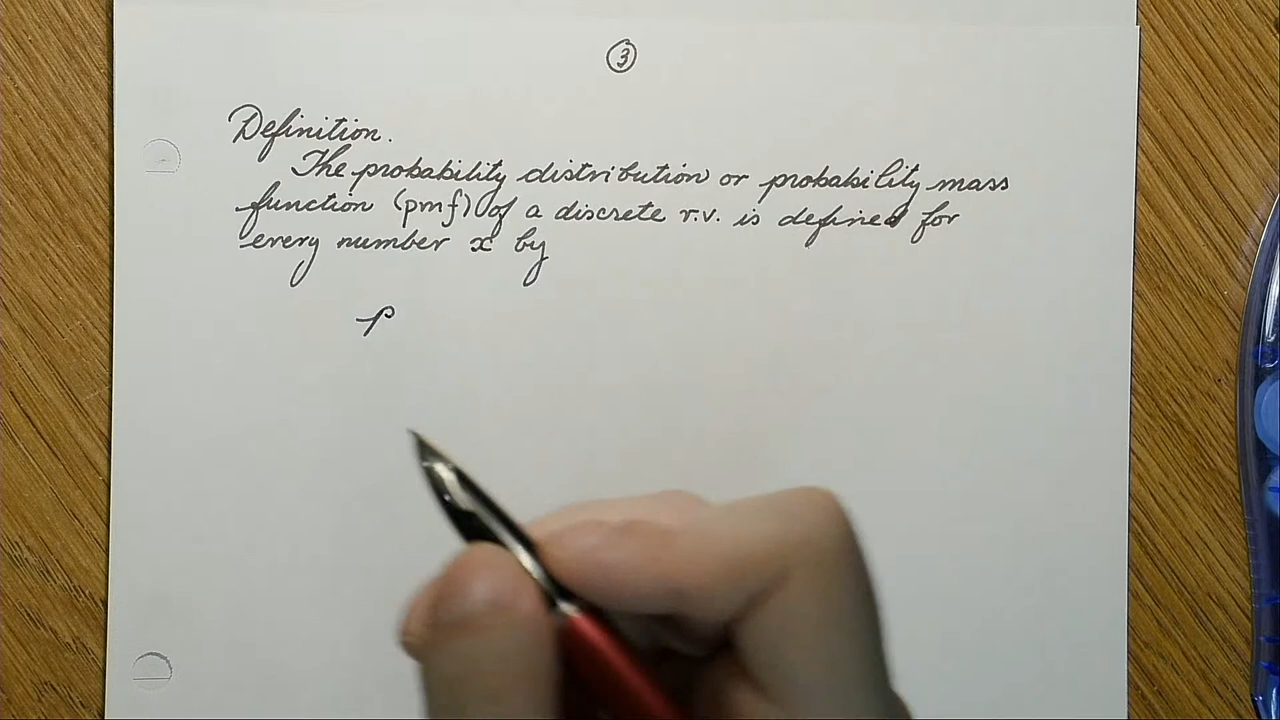 ③
Definition.
The probability distribution or probability mass
function (pmf) of a discrete r.v. is defined for
every number x by
p